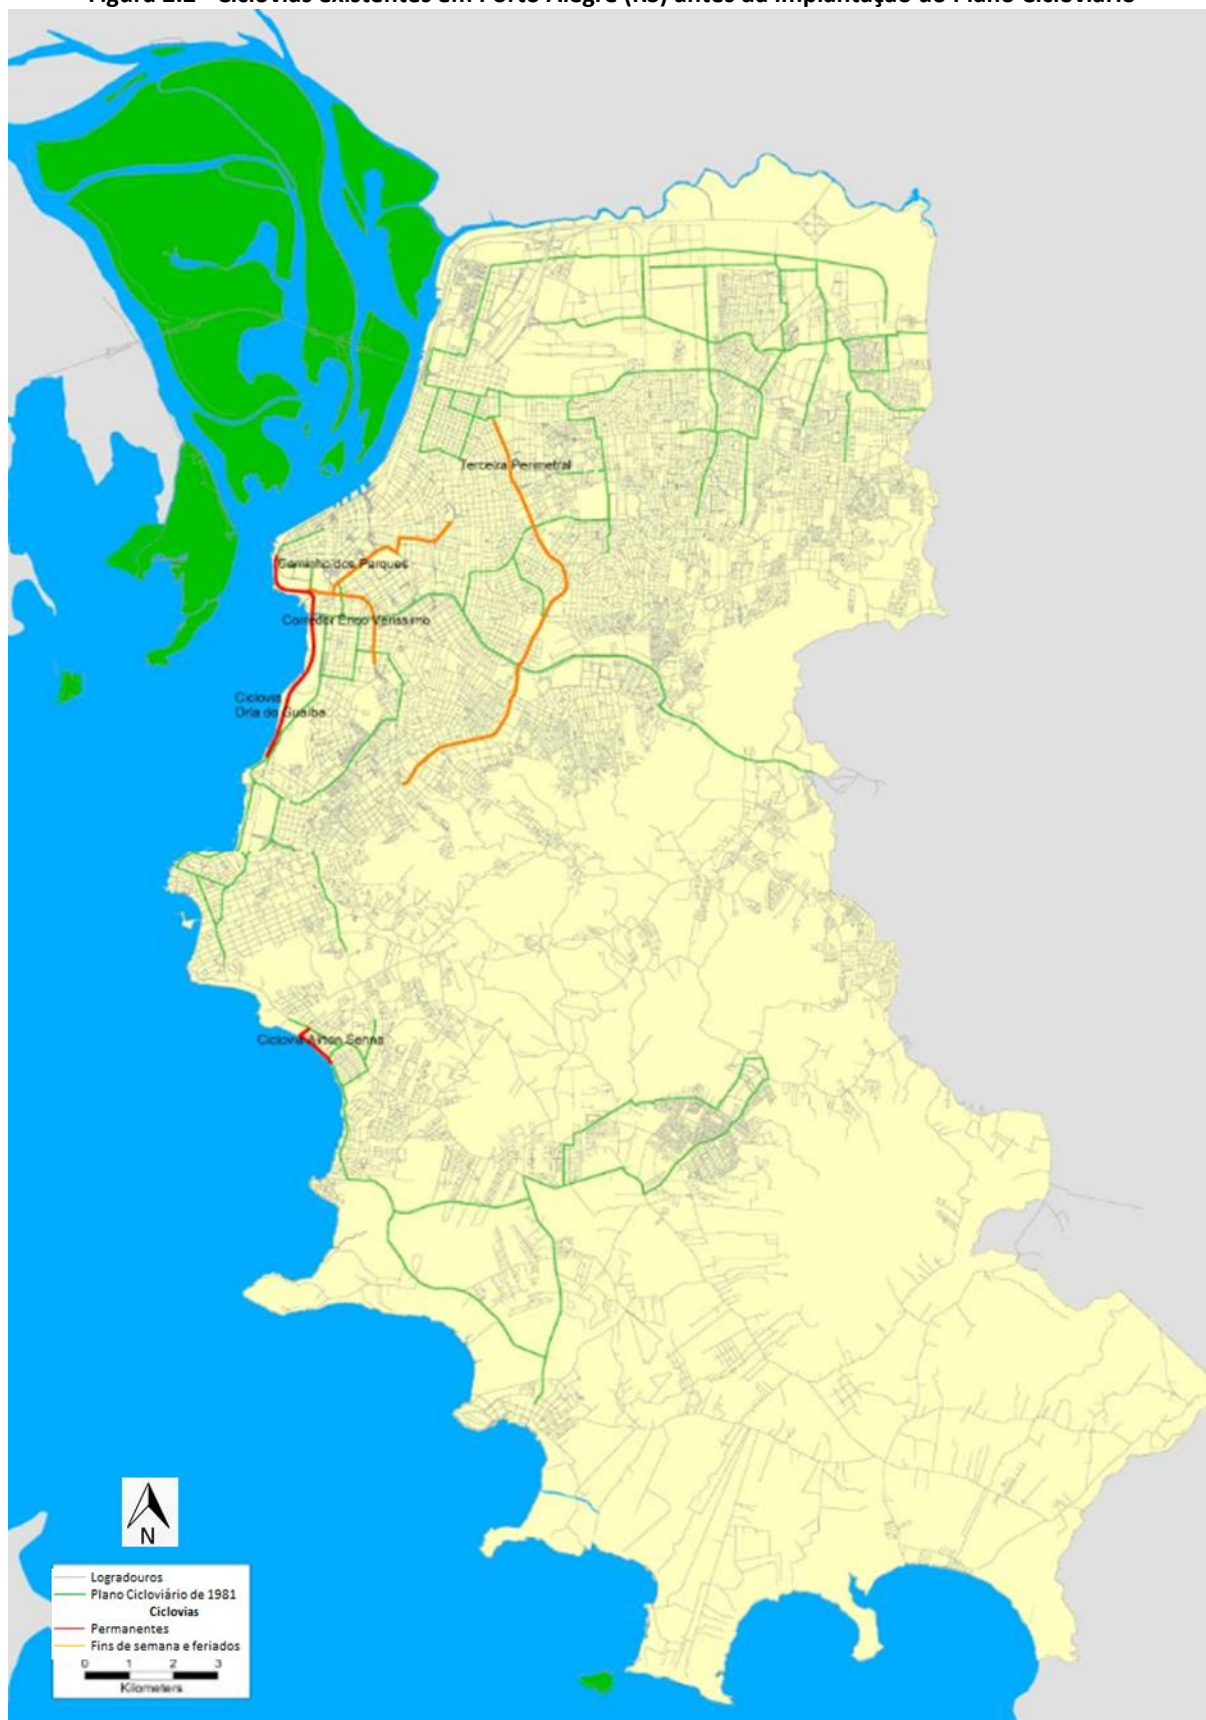 Figura 2.2 - Ciclovias existentes em Porto Alegre (RS) antes da implantação do Plano Cicloviário
Terceira Perimetral
Caminho dos Parques
Corredor Érico Veríssimo
Ciclovia
Orla do Guaíba
Ciclovia Airton Senna
N
Logradouros
Plano Cicloviário de 1981
Ciclovias
Permanentes
Fins de semana e feriados
0 1 2 3
Kilometers